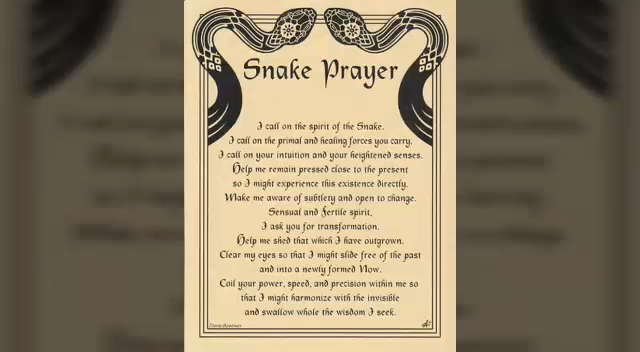 Snake Prayer
I call on the spirit of the Snake.
I call on the primal and healing forces you carry.
I call on your intuition and your heightened senses.
Help me remain pressed close to the present
so I might experience this existence directly.
Make me aware of subtlety and open to change.
Sensual and fertile spirit,
I ask you for transformation.
Help me shed that which I have outgrown.
Clear my eyes so that I might slide free of the past
and into a newly formed Now.
Coil your power, speed, and precision within me so
that I might harmonize with the invisible
and swallow whole the wisdom I seek.